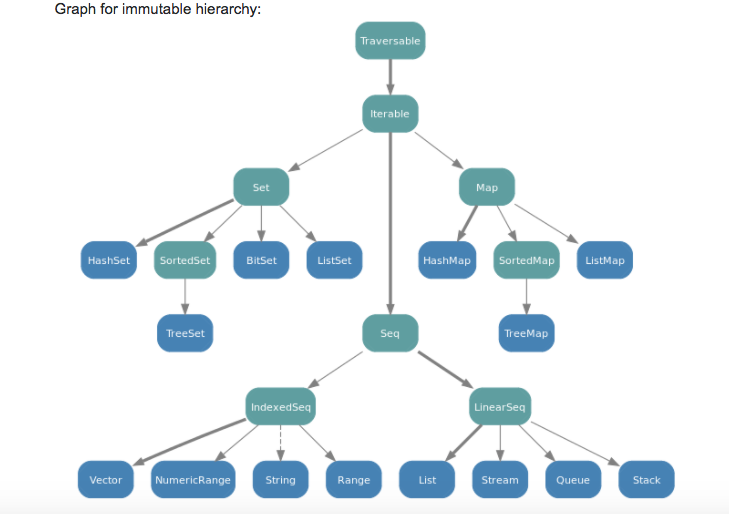 Graph for immutable hierarchy:
Traversable
Iterable
Set
Map
HashSet
SortedSet
BitSet
ListSet
HashMap
SortedMap
ListMap
TreeSet
Seq
TreeMap
IndexedSeq
LinearSeq
Vector
NumericRange
String
Range
List
Stream
Queue
Stack